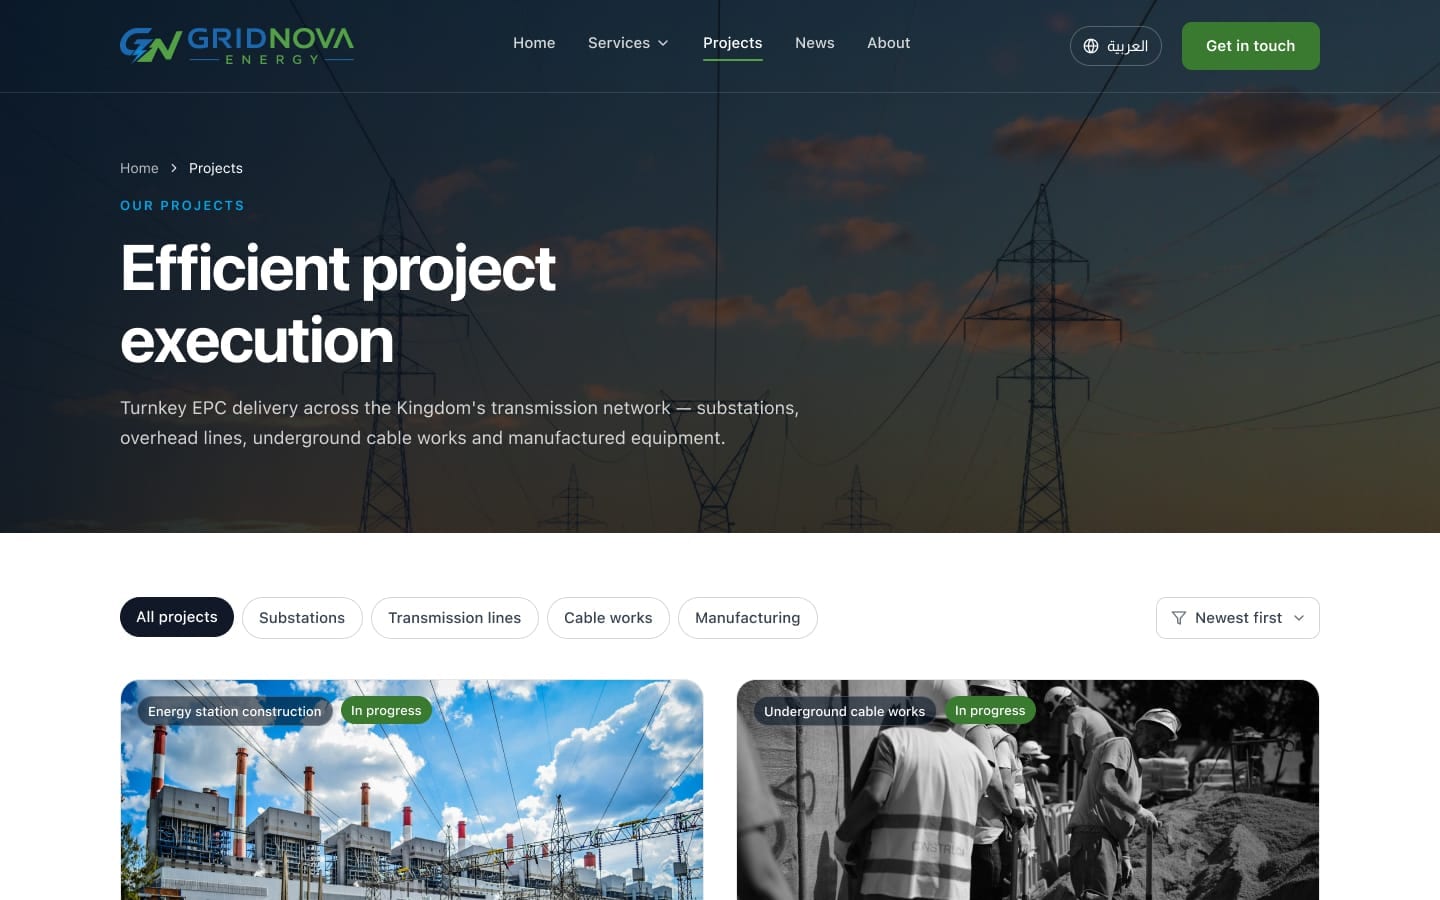 GRIDNOVA
ENERGY
Home
Services
Projects
News
About
العربية
Get in touch
Home > Projects
OUR PROJECTS
Efficient project
execution
Turnkey EPC delivery across the Kingdom's transmission network — substations,
overhead lines, underground cable works and manufactured equipment.
All projects
Substations
Transmission lines
Cable works
Manufacturing
Newest first
Energy station construction
In progress
Underground cable works
In progress